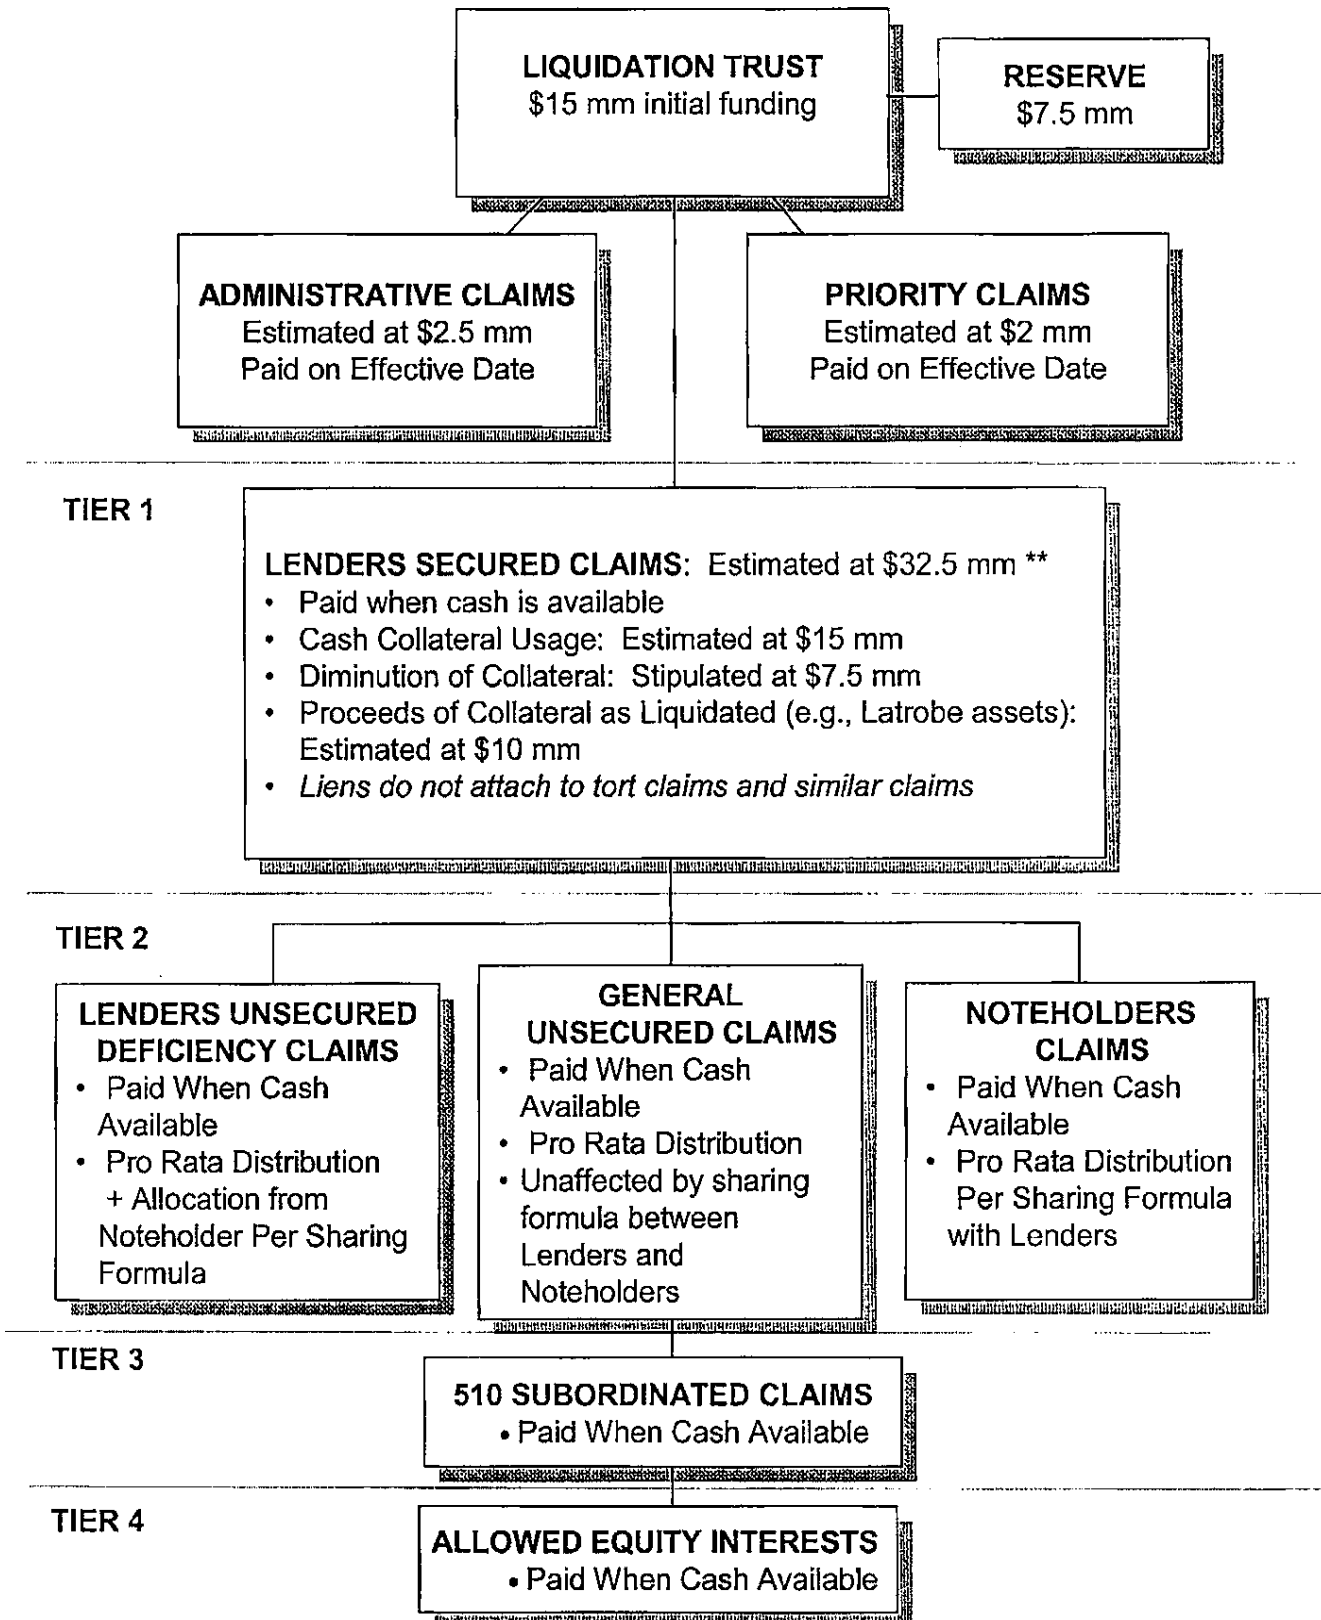 LIQUIDATION TRUST
$15 mm initial funding
RESERVE
$7.5 mm
ADMINISTRATIVE CLAIMS
Estimated at $2.5 mm
Paid on Effective Date
PRIORITY CLAIMS
Estimated at $2 mm
Paid on Effective Date
TIER 1
LENDERS SECURED CLAIMS: Estimated at $32.5 mm **
• Paid when cash is available
• Cash Collateral Usage: Estimated at $15 mm
• Diminution of Collateral: Stipulated at $7.5 mm
• Proceeds of Collateral as Liquidated (e.g., Latrobe assets):
Estimated at $10 mm
• Liens do not attach to tort claims and similar claims
TIER 2
LENDERS UNSECURED
DEFICIENCY CLAIMS
• Paid When Cash
Available
• Pro Rata Distribution
+ Allocation from
Noteholder Per Sharing
Formula
GENERAL
UNSECURED CLAIMS
• Paid When Cash
Available
• Pro Rata Distribution
• Unaffected by sharing
formula between
Lenders and
Noteholders
NOTEHOLDERS
CLAIMS
• Paid When Cash
Available
• Pro Rata Distribution
Per Sharing Formula
with Lenders
TIER 3
510 SUBORDINATED CLAIMS
• Paid When Cash Available
TIER 4
ALLOWED EQUITY INTERESTS
• Paid When Cash Available